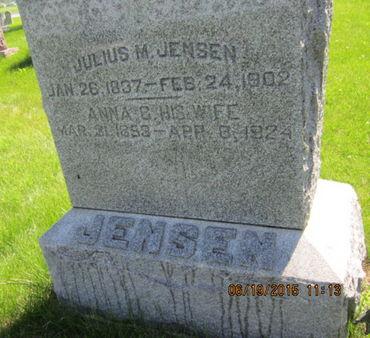 JULIUS M. JENSEN
JAN. 26, 1837.–FEB. 24, 1902
ANNA C. HIS WIFE
MAR. 21, 1853–APR. 8, 1924
JENSEN
06/19/2015 11:13